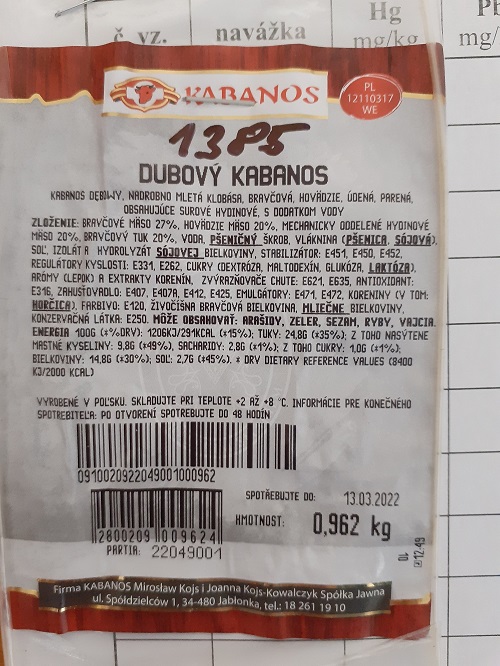 č. vz. navážka Hg
mg/kg Pb
mg/
KABANOS
PL
12110317
WE
1385
DUBOVÝ KABANOS
KABANOS DĘBOWY, NADROBNO MLETÁ KLOBÁSA, BRAVČOVÁ, HOVÄDZIE, ÚDENÁ, PARENÁ,
OBSAHUJÚCE SUROVÉ HYDINOVÉ, S DODATKOM VODY
ZLOŽENIE: BRAVČOVÉ MÄSO 27%, HOVÄDZIE MÄSO 20%, MECHANICKY ODDELENÉ HYDINOVÉ
MÄSO 20%, BRAVČOVÝ TUK 20%, VODA, PŠENIČNÝ ŠKROB, VLÁKNINA (PŠENICA, SÓJOVÁ),
SOĽ, IZOLÁT A HYDROLYZÁT SÓJOVEJ BIELKOVINY, STABILIZÁTOR: E451, E450, E452,
REGULÁTORY KYSLOSTI: E331, E262, CUKRY (DEXTRÓZA, MALTODEXÍN, GLUKÓZA, LAKTÓZA),
ARÓMY (LEPOK) A EXTRAKTY KORENÍN, ZVÝRAZŇOVAČE CHUTE: E621, E635, ANTIOXIDANT:
E316, ZAHUSŤOVADLO: E407, E407A, E412, E425, EMULGÁTORY: E471, E472, KORENINY (V TOM:
HORČICA), FARBIVO: E120, ŽIVOČÍŠNA BRAVČOVÁ BIELKOVINA, MLIEČNE BIELKOVINY,
KONZERVAČNÁ LÁTKA: E250. MÔŽE OBSAHOVAŤ: ARAŠIDY, ZELER, SEZAM, RYBY, VAJCIA.
ENERGIA 100G (*%DRV): 1206KJ/291KCAL (*15%); TUKY: 24,8G (*35%); Z TOHO NASÝTENE
MASTNÉ KYSELINY: 9,8G (*49%), SACHARIDY: 2,8G (*1%); Z TOHO CUKRY: 1,0G (*1%);
BIELKOVINY: 14,8G (*30%); SOĽ: 2,7G (*45%). * DRV DIETARY REFERENCE VALUES (8400
KJ/2000 KCAL)
VYROBENÉ V POĽSKU. SKLADUJTE PRI TEPLOTE +2 AŽ +8 °C. INFORMÁCIE PRE KONEČNÉHO
SPOTREBITEĽA: PO OTVORENÍ SPOTREBUJTE DO 48 HODÍN
0910020922049001000962
SPOTŘEBUJTE DO: 13.03.2022
HMOTNOSŤ: 0,962 kg
2800209 009624
PARTIA: 22049001
10 12:49
Firma KABANOS Mirosław Kojs i Joanna Kojs-Kowalczyk Spółka Jawna
ul. Spóldzielców 1, 34-480 Jabłonka, tel.: 18 261 19 10